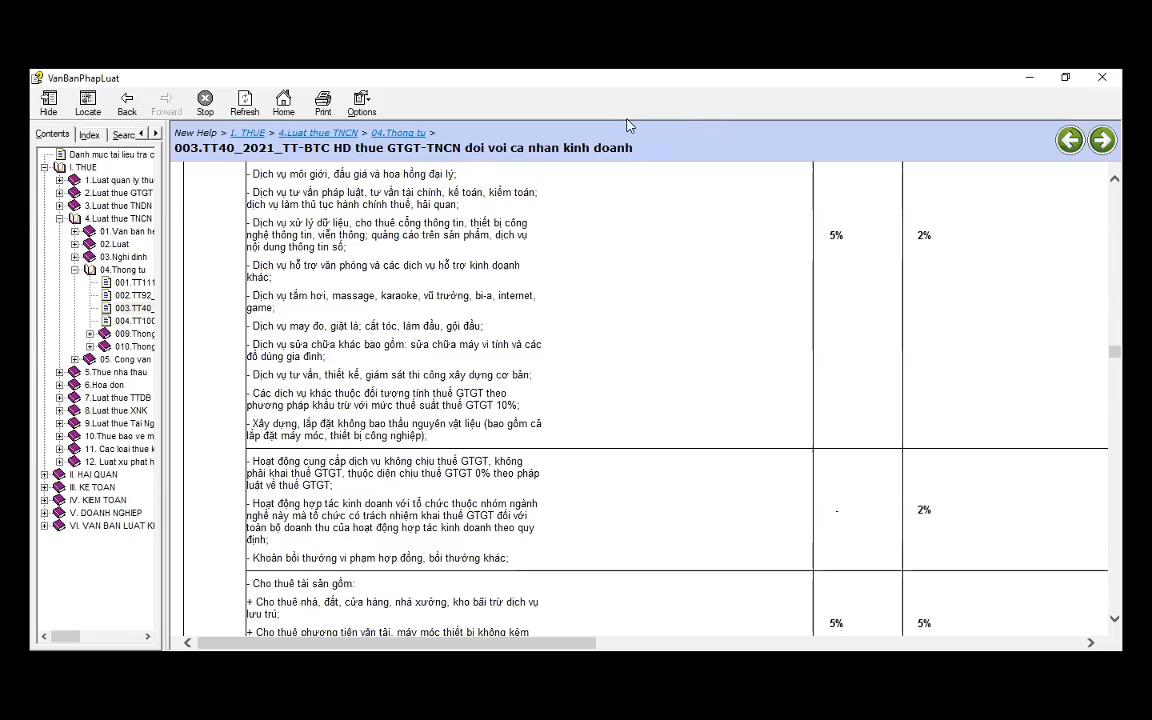 VanBanPhapLuat
Hide Locate Back Forward Stop Refresh Home Print Options
Contents Index Searc
New Help > I. THUE > 4.Luat thue TNCN > 04.Thong tu >
003.TT40_2021_TT-BTC HD thue GTGT-TNCN doi voi ca nhan kinh doanh
Danh muc tai lieu tra c
I. THUE
1.Luat quan ly thu
2.Luat thue GTGT
3.Luat thue TNDN
4.Luat thue TNCN
01.Van ban he
02.Luat
03.Nghi dinh
04.Thong tu
001.TT111
002.TT92_
003.TT40_
004.TT100
009.Thong
010.Thong
05. Cong van
5.Thue nha thau
6.Hoa don
7.Luat thue TTDB
8.Luat thue XNK
9.Luat thue Tai Ng
10.Thue bao ve m
11. Cac loai thue k
12. Luat xu phat h
II. HAI QUAN
III. KE TOAN
IV. KIEM TOAN
V. DOANH NGHIEP
VI. VAN BAN LUAT KI
- Dịch vụ môi giới, đấu giá và hoa hồng đại lý;
- Dịch vụ tư vấn pháp luật, tư vấn tài chính, kế toán, kiểm toán;
dịch vụ làm thủ tục hành chính thuế, hải quan;
- Dịch vụ xử lý dữ liệu, cho thuê cổng thông tin, thiết bị công
nghệ thông tin, viễn thông; quảng cáo trên sản phẩm, dịch vụ
nội dung thông tin số;
- Dịch vụ hỗ trợ văn phòng và các dịch vụ hỗ trợ kinh doanh
khác;
- Dịch vụ tắm hơi, massage, karaoke, vũ trường, bi-a, internet,
game;
- Dịch vụ may đo, giặt là; cắt tóc, làm đầu, gội đầu;
- Dịch vụ sửa chữa khác bao gồm: sửa chữa máy vi tính và các
đồ dùng gia đình;
- Dịch vụ tư vấn, thiết kế, giám sát thi công xây dựng cơ bản;
- Các dịch vụ khác thuộc đối tượng tính thuế GTGT theo
phương pháp khấu trừ với mức thuế suất thuế GTGT 10%;
- Xây dựng, lắp đặt không bao thầu nguyên vật liệu (bao gồm cả
lắp đặt máy móc, thiết bị công nghiệp);
5% 2%
- Hoạt động cung cấp dịch vụ không chịu thuế GTGT, không
phải khai thuế GTGT, thuộc diện chịu thuế GTGT 0% theo pháp
luật về thuế GTGT;
- Hoạt động hợp tác kinh doanh với tổ chức thuộc nhóm ngành
nghề này mà tổ chức có trách nhiệm khai thuế GTGT đối với
toàn bộ doanh thu của hoạt động hợp tác kinh doanh theo quy
định;
- Khoản bồi thường vi phạm hợp đồng, bồi thường khác;
- 2%
- Cho thuê tài sản gồm:
+ Cho thuê nhà, đất, cửa hàng, nhà xưởng, kho bãi trừ dịch vụ
lưu trú;
+ Cho thuê phương tiện vận tải, máy móc thiết bị không kèm
5% 5%